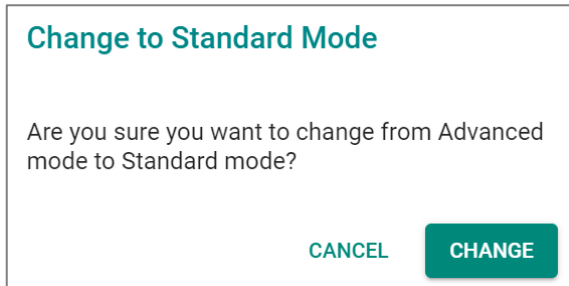 Change to Standard Mode
Are you sure you want to change from Advanced
mode to Standard mode?
CANCEL CHANGE